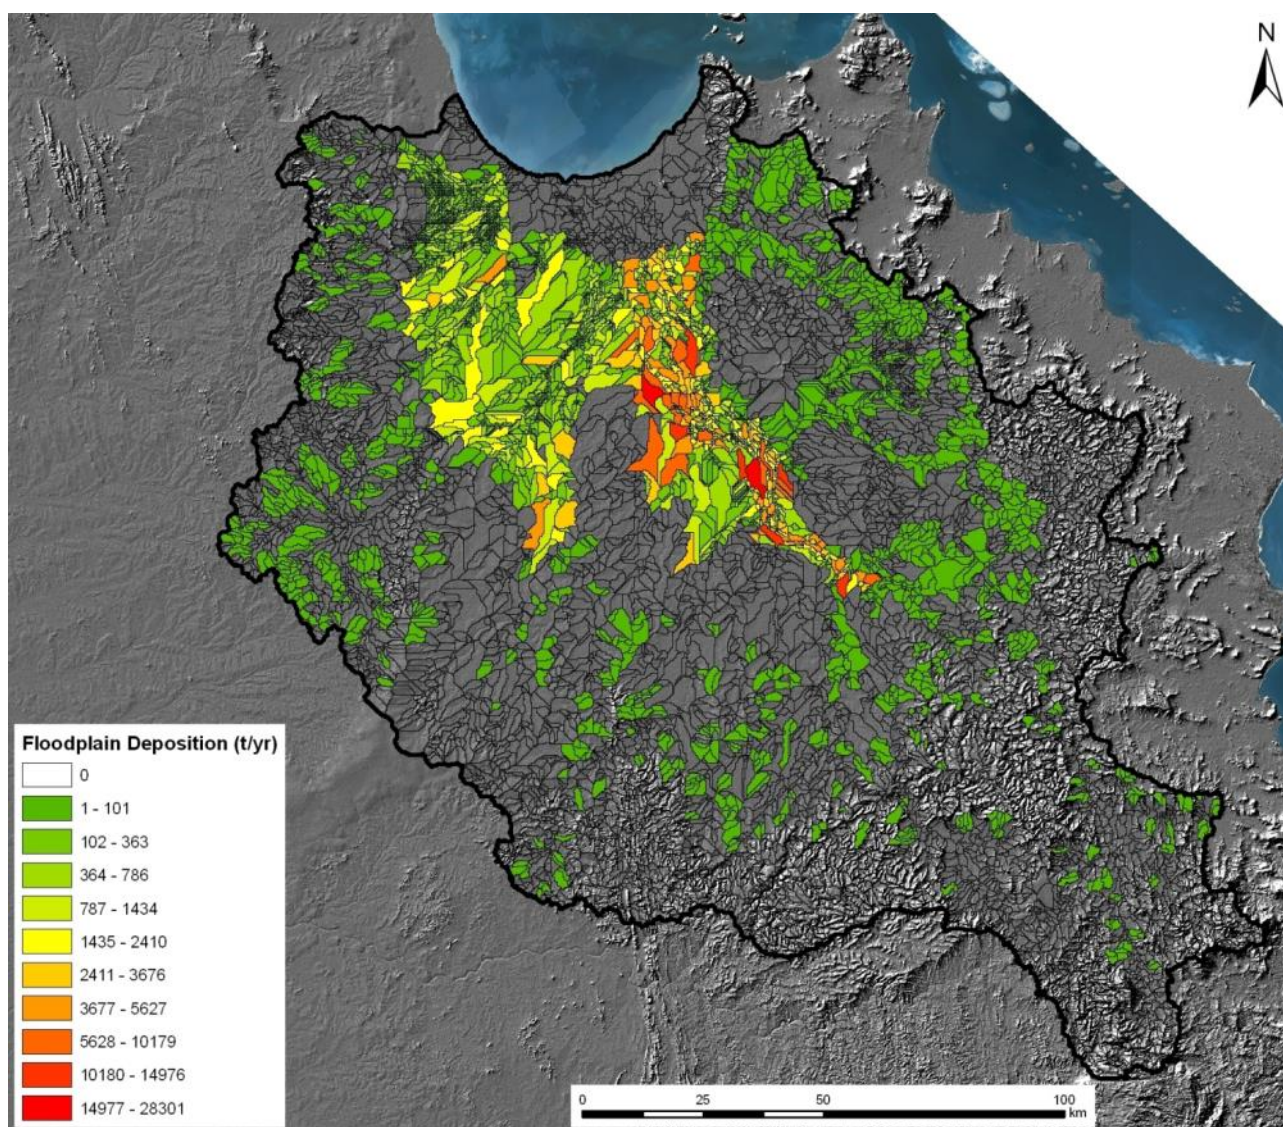 N
Floodplain Deposition (t/yr)
0
1 - 101
102 - 363
364 - 786
787 - 1434
1435 - 2410
2411 - 3676
3677 - 5627
5628 - 10179
10180 - 14976
14977 - 28301
0 25 50 100
km